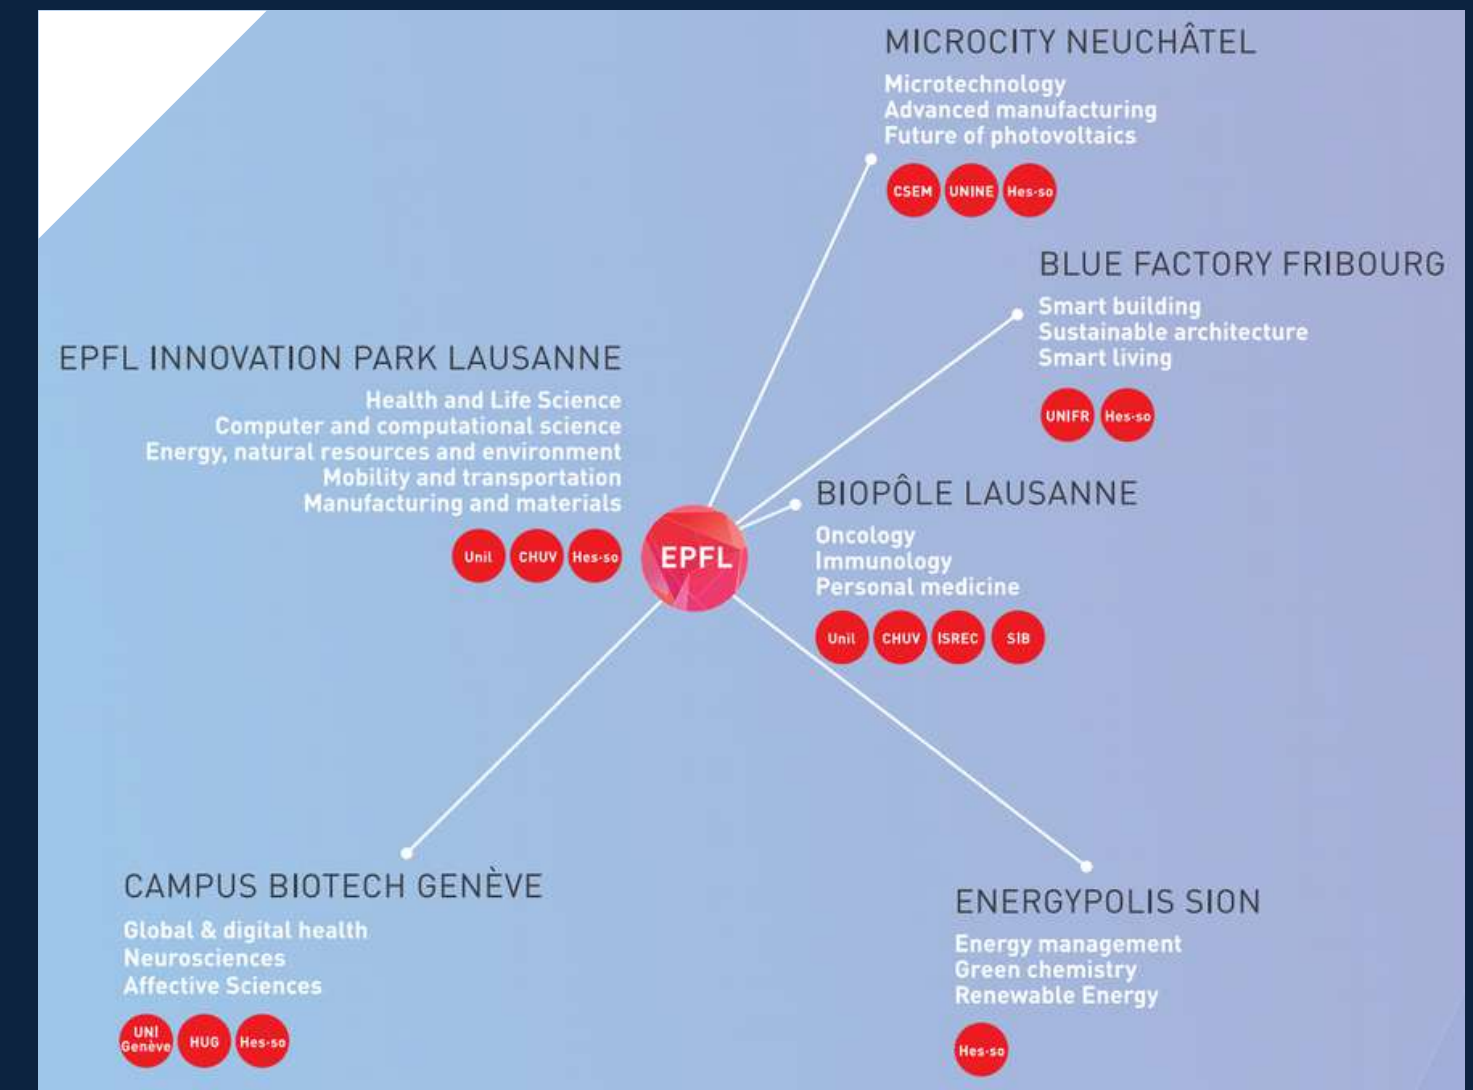 MICROCITY NEUCHÂTEL
Microtechnology
Advanced manufacturing
Future of photovoltaics
CSEM UNINE Hes·so
BLUE FACTORY FRIBOURG
Smart building
Sustainable architecture
Smart living
UNIFR Hes·so
EPFL INNOVATION PARK LAUSANNE
Health and Life Science
Computer and computational science
Energy, natural resources and environment
Mobility and transportation
Manufacturing and materials
Unil CHUV Hes·so
EPFL
BIOPÔLE LAUSANNE
Oncology
Immunology
Personal medicine
Unil CHUV ISREC SIB
CAMPUS BIOTECH GENÈVE
Global & digital health
Neurosciences
Affective Sciences
UNI
Genève HUG Hes·so
ENERGYPOLIS SION
Energy management
Green chemistry
Renewable Energy
Hes·so